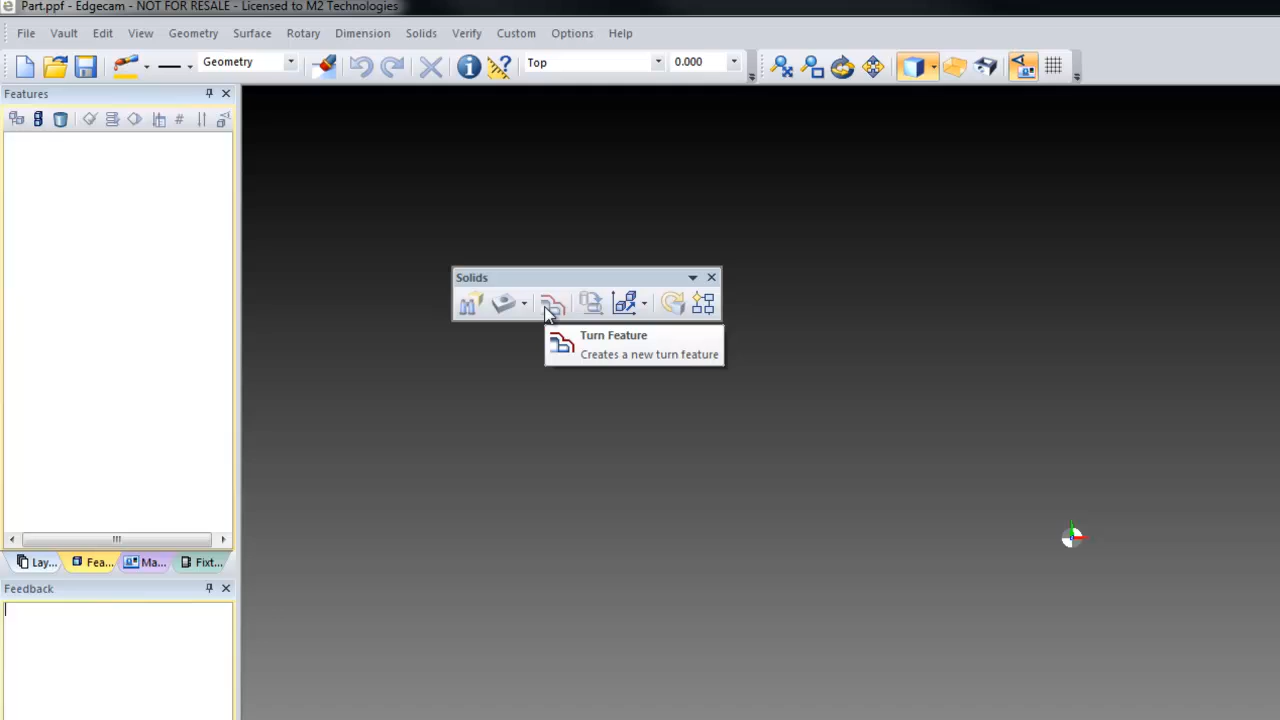 Part.ppf - Edgecam - NOT FOR RESALE - Licensed to M2 Technologies
File Vault Edit View Geometry Surface Rotary Dimension Solids Verify Custom Options Help
Geometry Top 0.000
Features
Solids
Turn Feature
Creates a new turn feature
Lay... Fea... Ma... Fixt...
Feedback